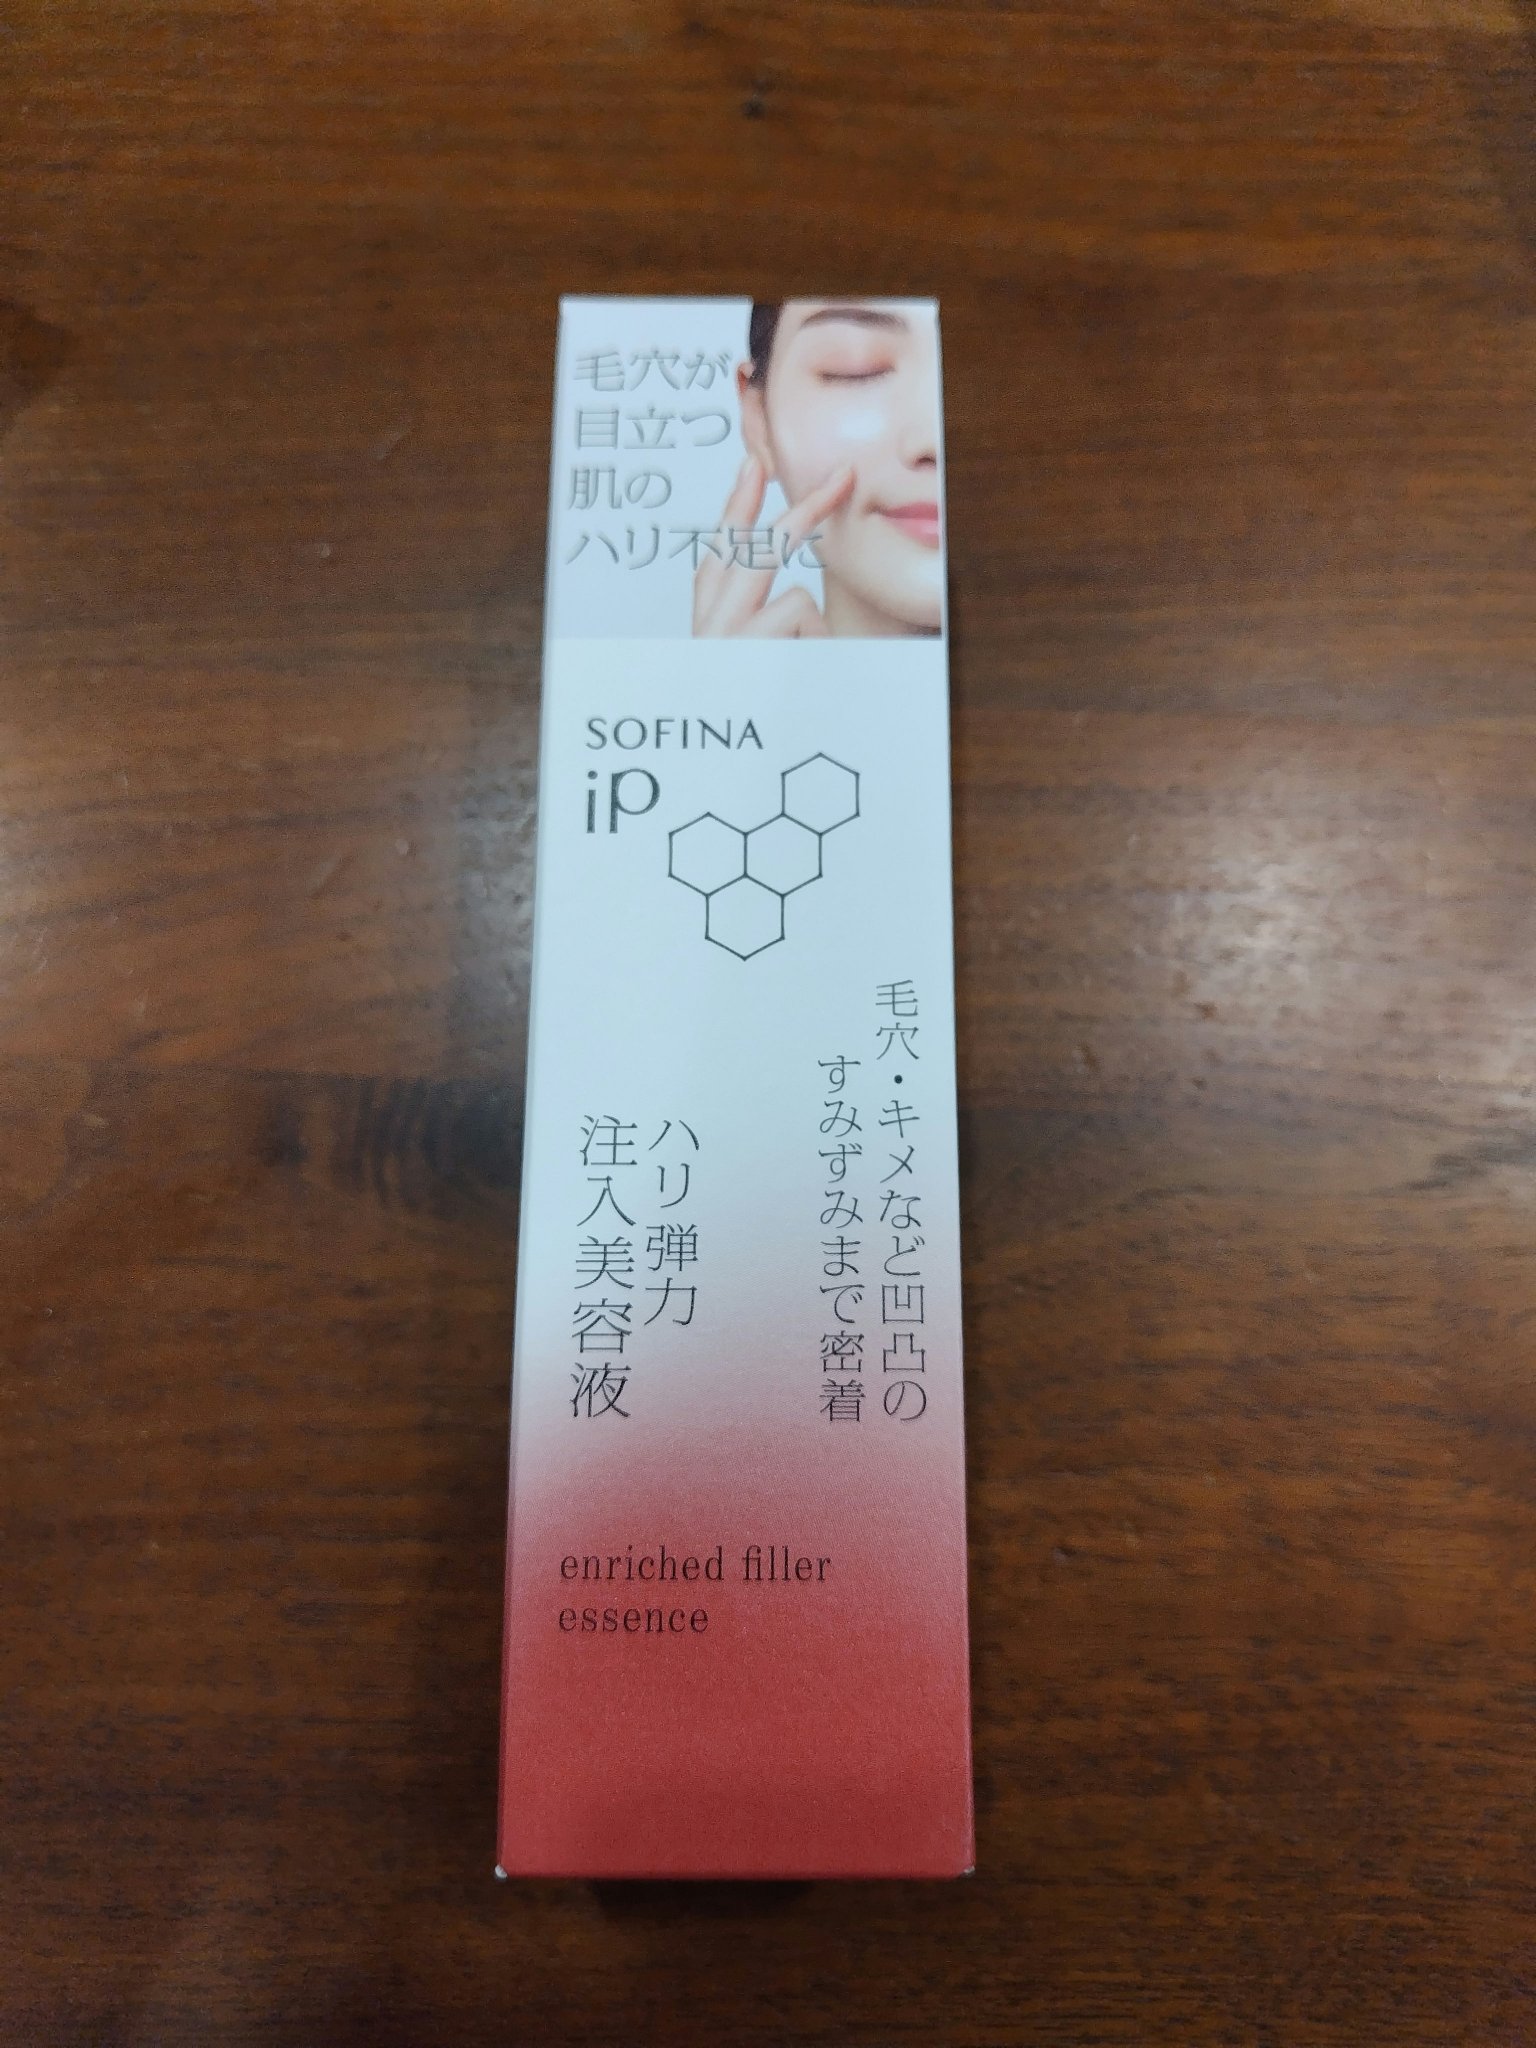 毛穴が
目立つ
肌の
ハリ不足に
SOFINA
iP
毛穴・キメなど凹凸の
すみずみまで密着
ハリ弾力
注入美容液
enriched filler
essence